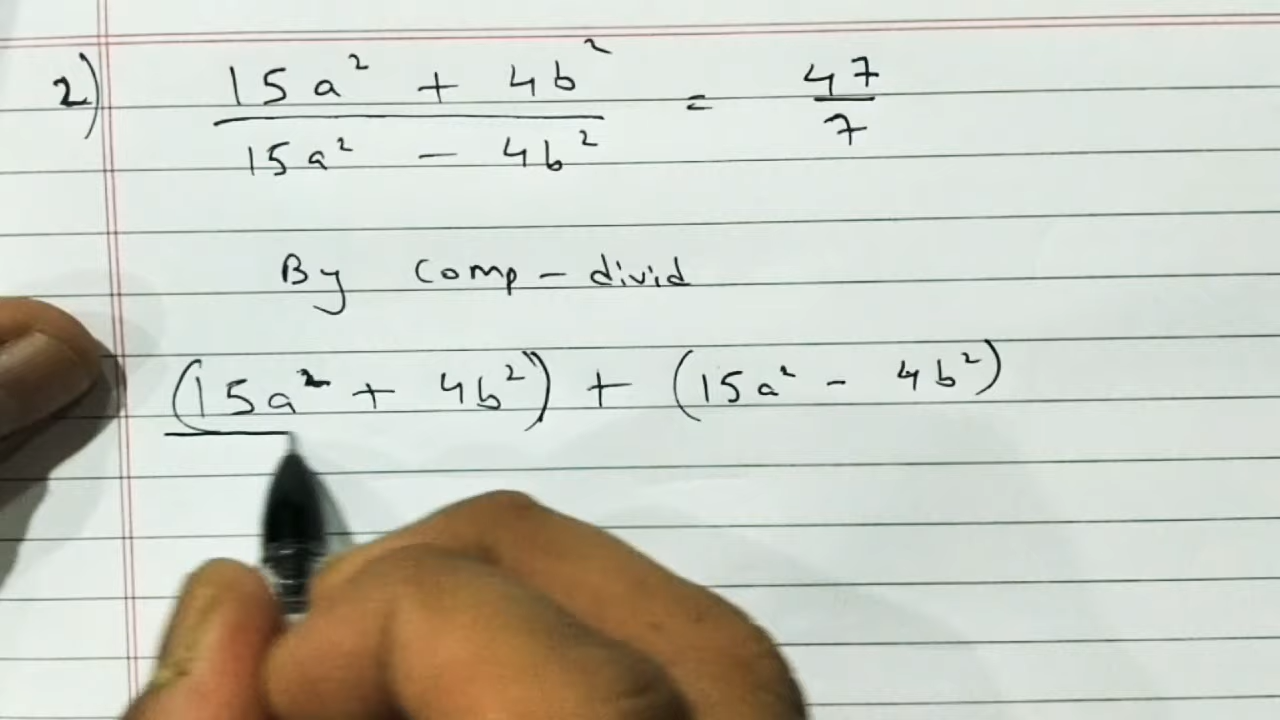 2) 15a² + 4b² / 15a² - 4b² = 47 / 7
By comp - divid
(15a² + 4b²) + (15a² - 4b²)